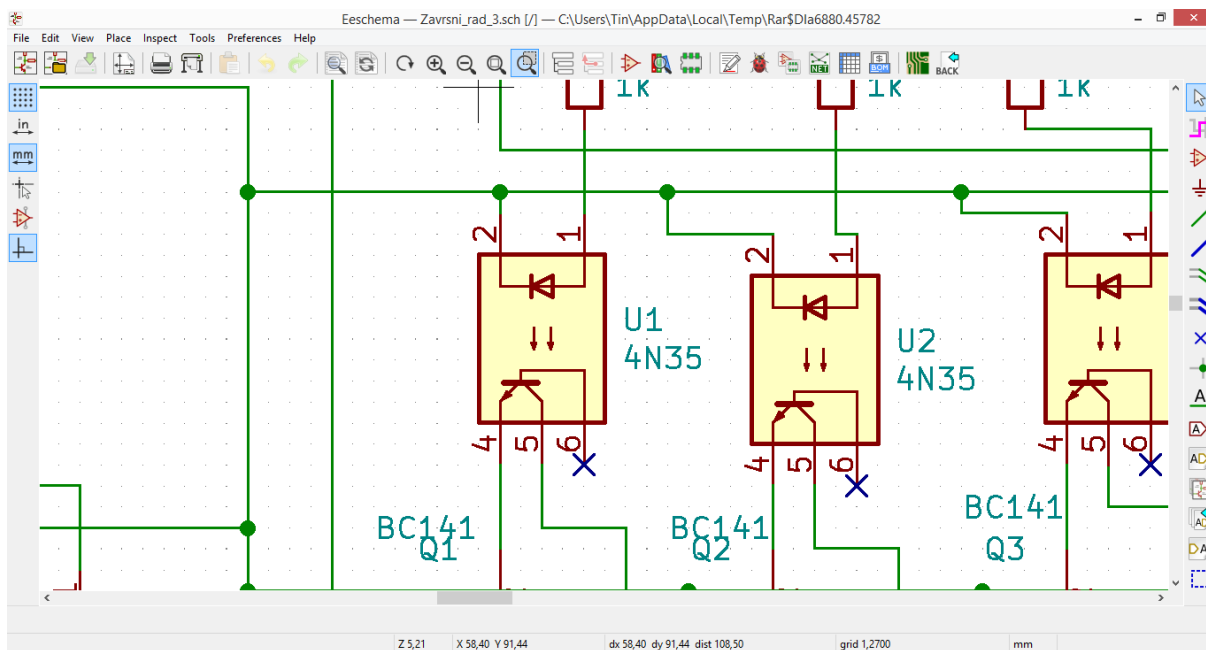 Eeschema — Zavrsni_rad_3.sch [/] — C:\Users\Tin\AppData\Local\Temp\Rar$DIa6880.45782
File Edit View Place Inspect Tools Preferences Help
NET
$
BOM
BACK
in
mm
1k 1k
2 1
2 1
2 1
U1
4N35
U2
4N35
4 5 6
4 5 6
4 5 6
BC141
Q1
BC141
Q2
BC141
Q3
A
A
Z 5,21 X 58,40 Y 91,44 dx 58,40 dy 91,44 dist 108,50 grid 1,2700 mm